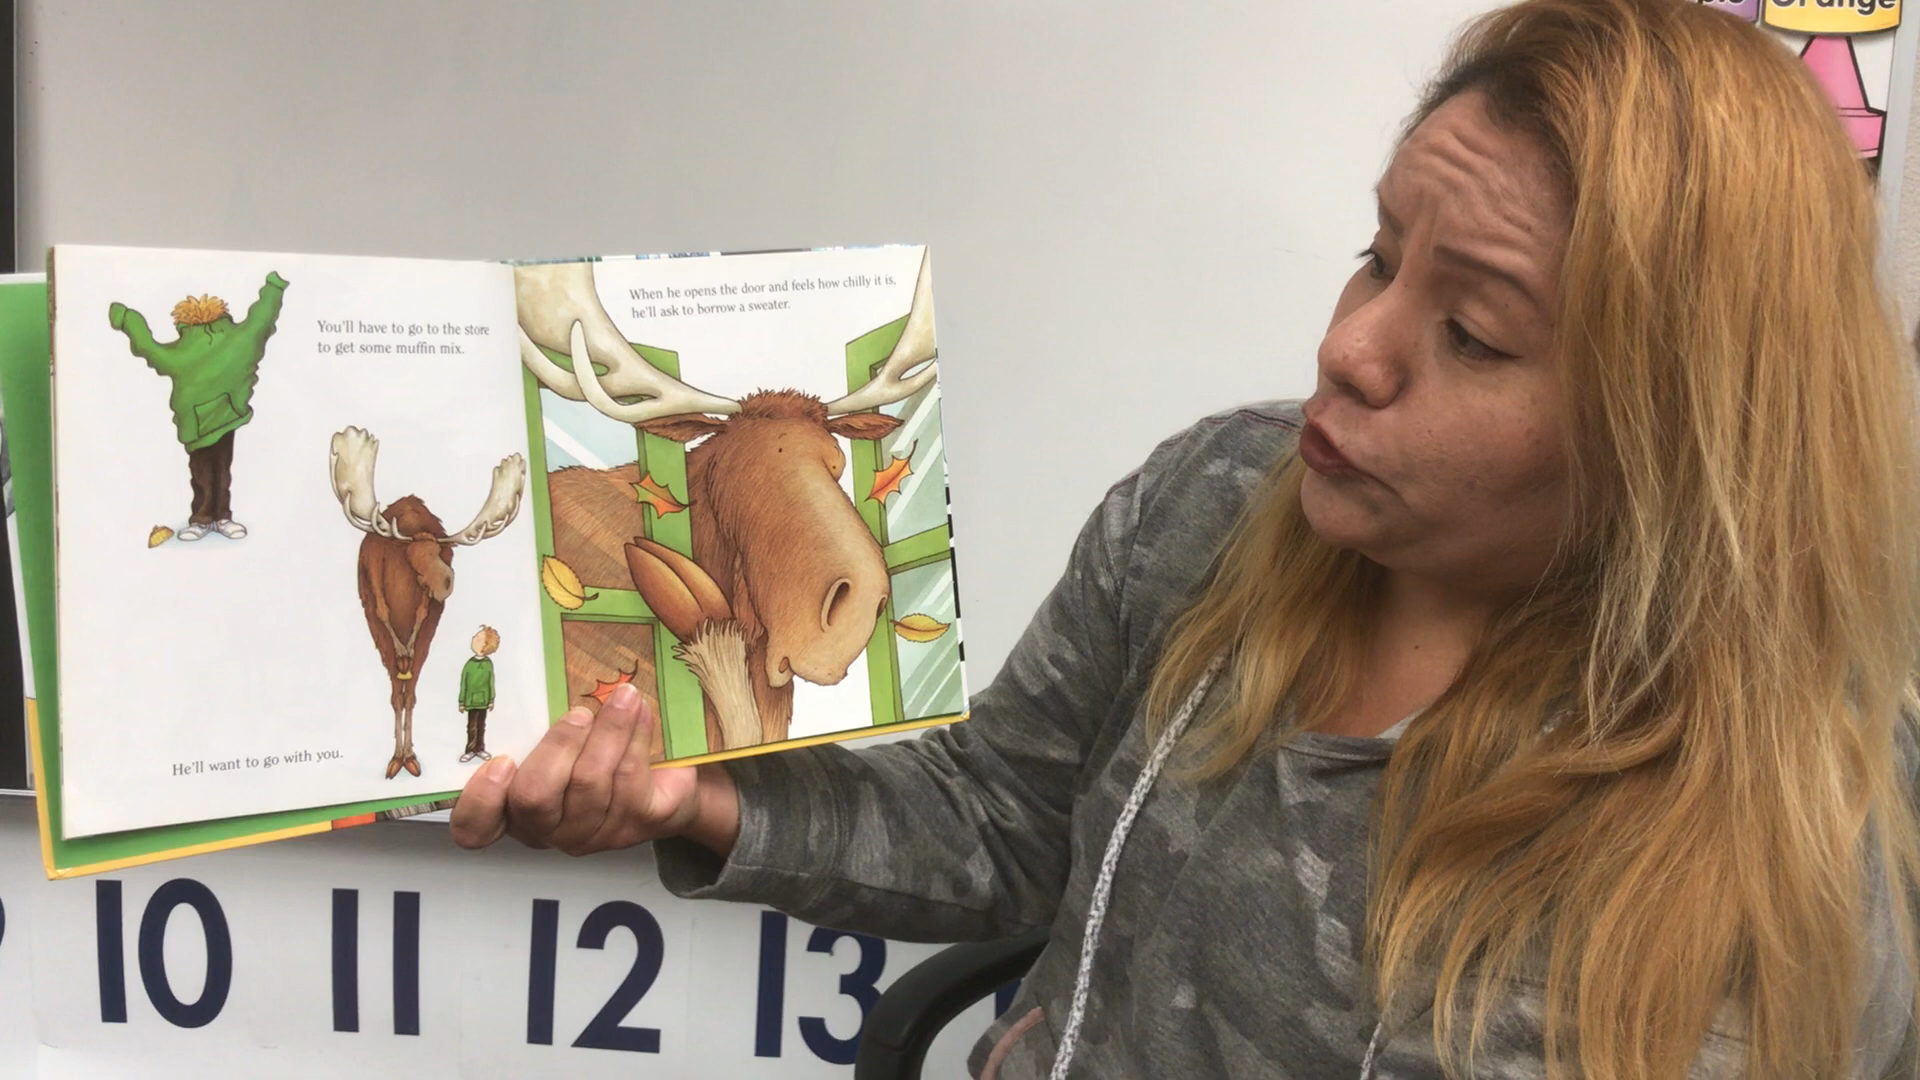 Orange
You'll have to go to the store
to get some muffin mix.
He'll want to go with you.
When he opens the door and feels how chilly it is,
he'll ask to borrow a sweater.
10 11 12 13